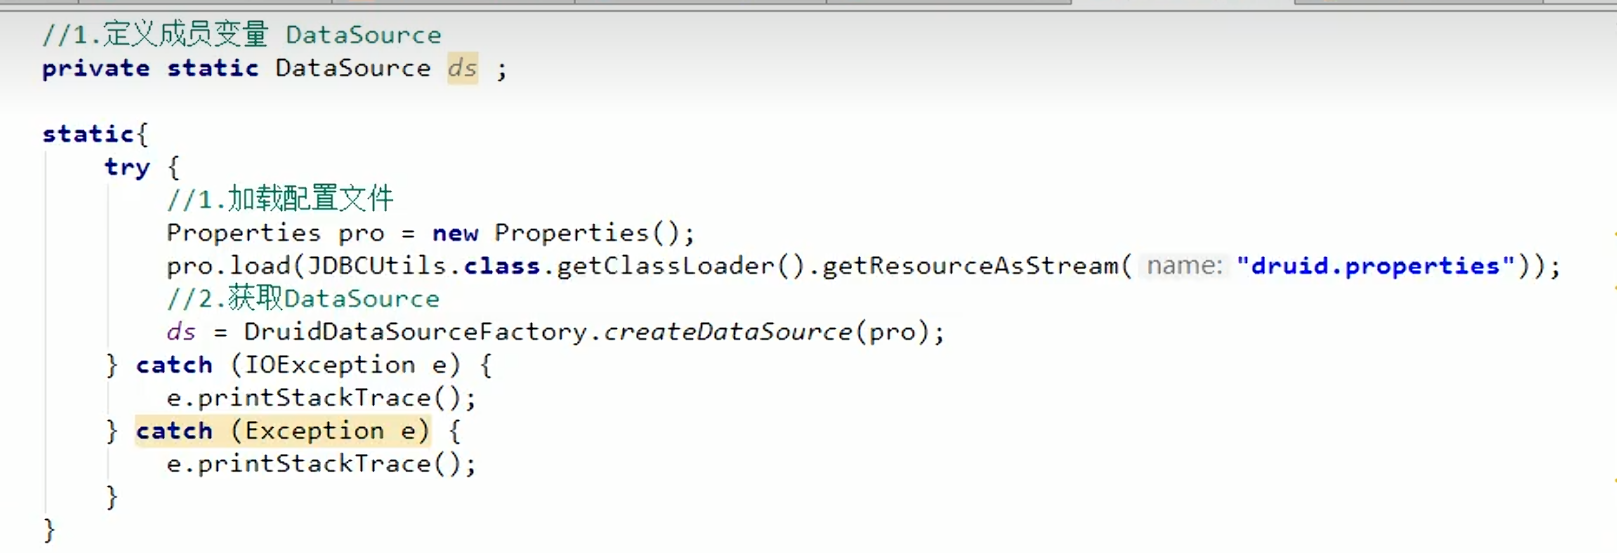 //1.定义成员变量 DataSource
private static DataSource ds ;
static{
try {
//1.加载配置文件
Properties pro = new Properties();
pro.load(JDBCUtils.class.getClassLoader().getResourceAsStream( name: "druid.properties"));
//2.获取DataSource
ds = DruidDataSourceFactory.createDataSource(pro);
} catch (IOException e) {
e.printStackTrace();
} catch (Exception e) {
e.printStackTrace();
}
}